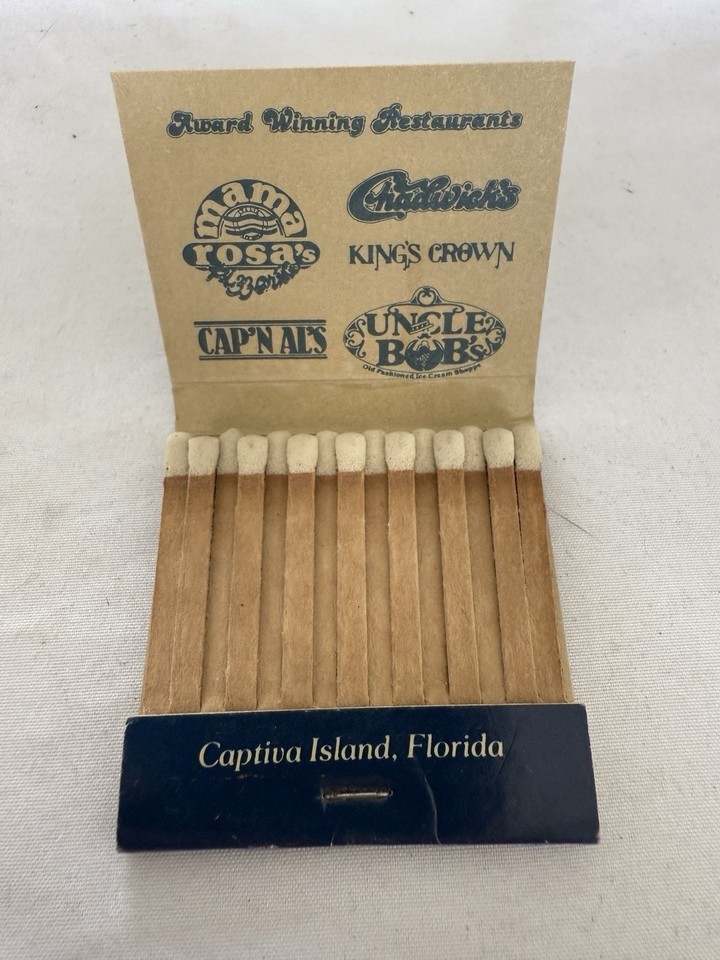 Award Winning Restaurants
mama
rosa's
Pizzeria
Chadwick's
KING'S CROWN
CAP'N AL'S
UNCLE
BOB's
Old Fashioned Ice Cream Shoppe
Captiva Island, Florida